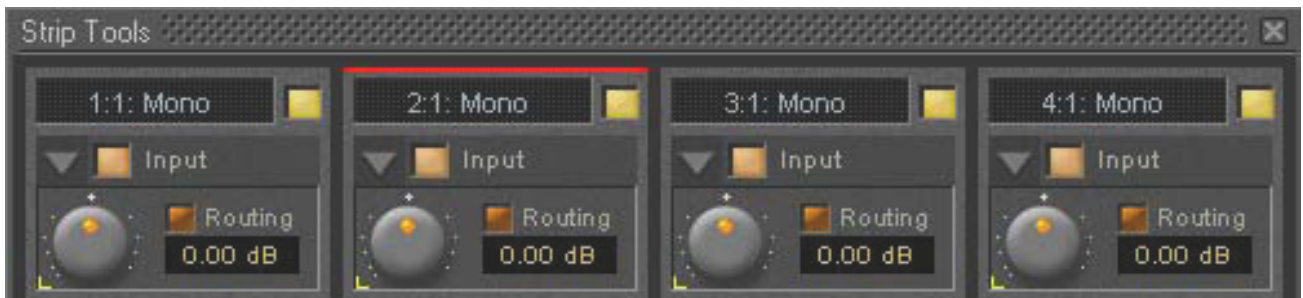 Strip Tools
1:1: Mono 2:1: Mono 3:1: Mono 4:1: Mono
Input Input Input Input
Routing Routing Routing Routing
0.00 dB 0.00 dB 0.00 dB 0.00 dB